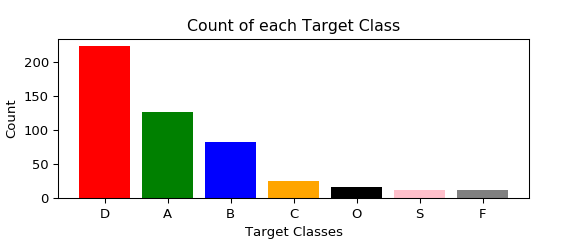 Count of each Target Class
Count
200
150
100
50
0
D A B C O S F
Target Classes